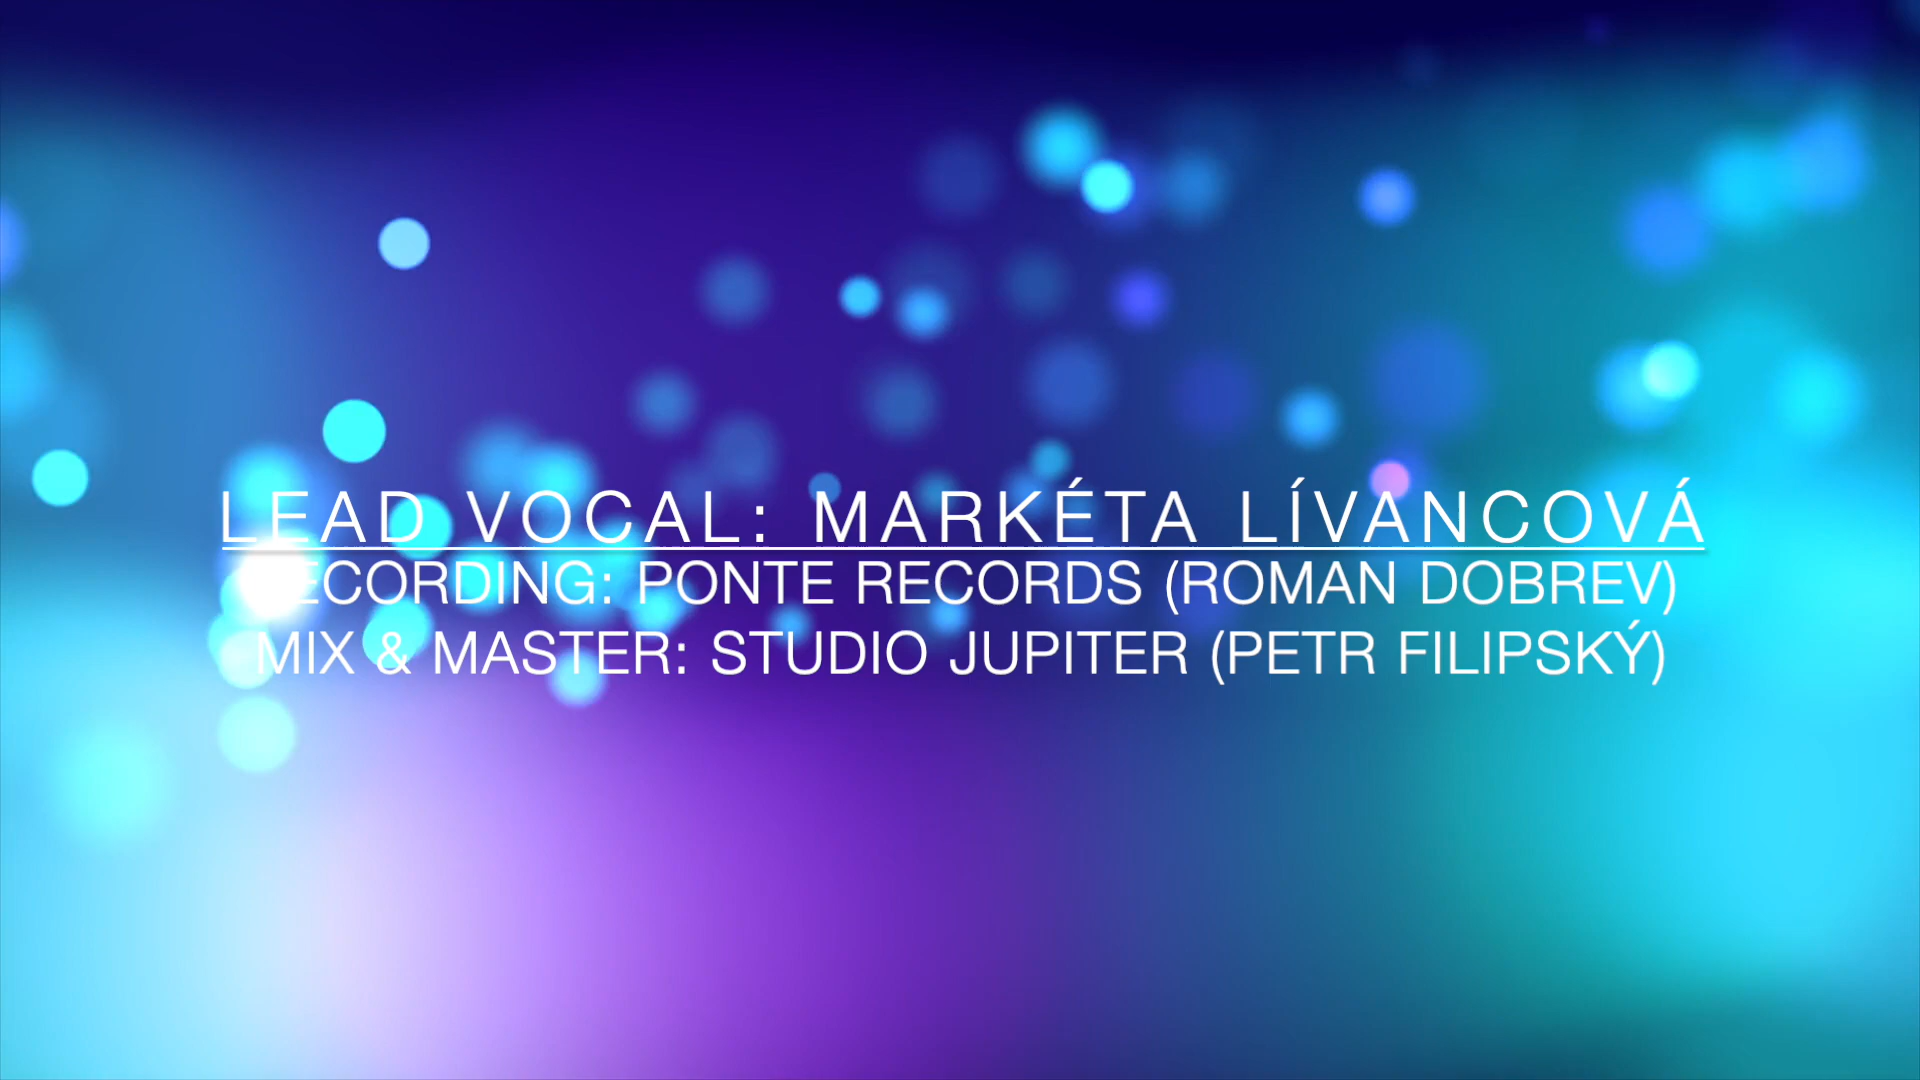 LEAD VOCAL: MARKÉTA LÍVANCOVÁ
RECORDING: PONTE RECORDS (ROMAN DOBREV)
MIX & MASTER: STUDIO JUPITER (PETR FILIPSKÝ)